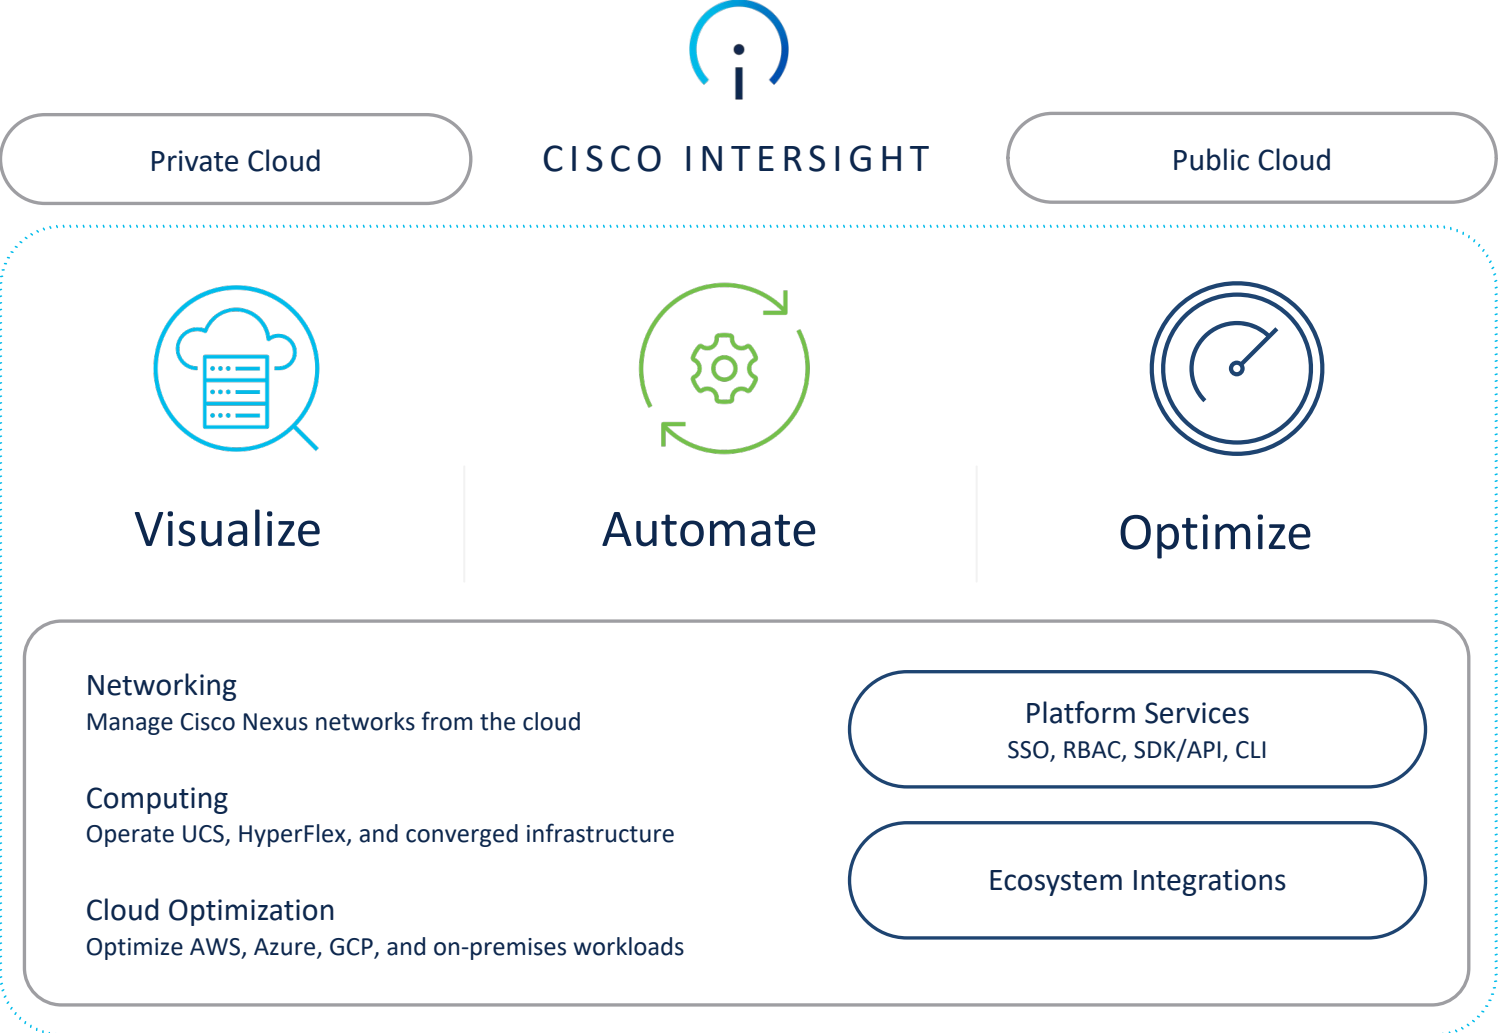 CISCO INTERSIGHT
Private Cloud
Public Cloud
Visualize
Automate
Optimize
Networking
Manage Cisco Nexus networks from the cloud
Computing
Operate UCS, HyperFlex, and converged infrastructure
Cloud Optimization
Optimize AWS, Azure, GCP, and on-premises workloads
Platform Services
SSO, RBAC, SDK/API, CLI
Ecosystem Integrations